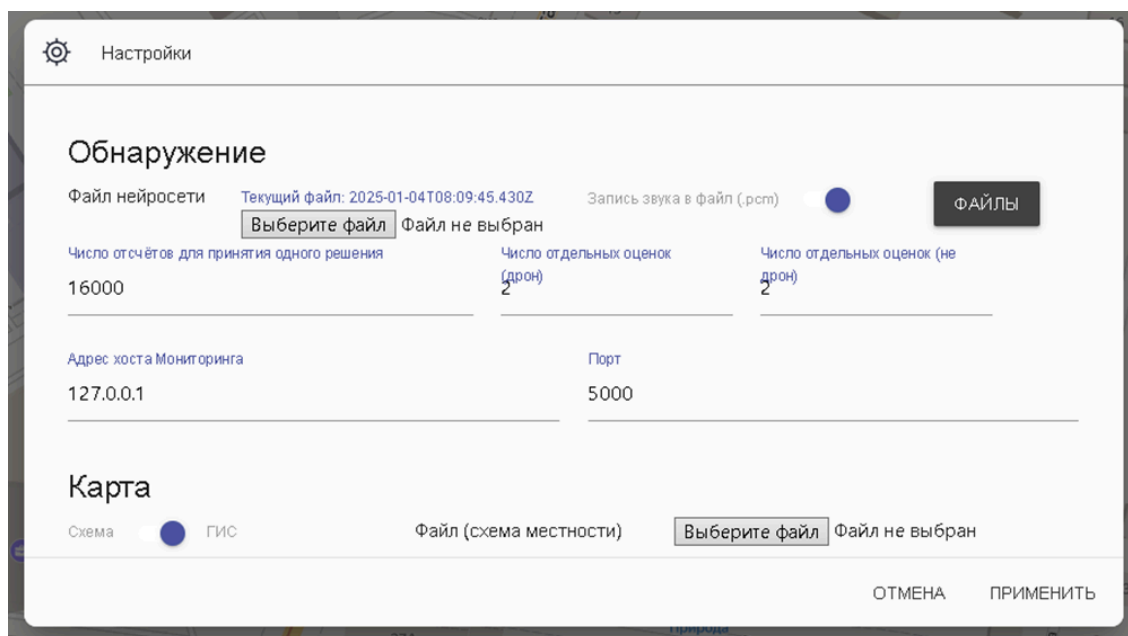 Настройки
Обнаружение
Файл нейросети
Текущий файл: 2025-01-04T08:09:45.430Z
Запись звука в файл (.pcm)
ФАЙЛЫ
Выберите файл Файл не выбран
Число отсчётов для принятия одного решения
16000
Число отдельных оценок
(дрон)
2
Число отдельных оценок (не
дрон)
2
Адрес хоста Мониторинга
127.0.0.1
Порт
5000
Карта
Схема
ГИС
Файл (схема местности)
Выберите файл Файл не выбран
ОТМЕНА
ПРИМЕНИТЬ
Природа